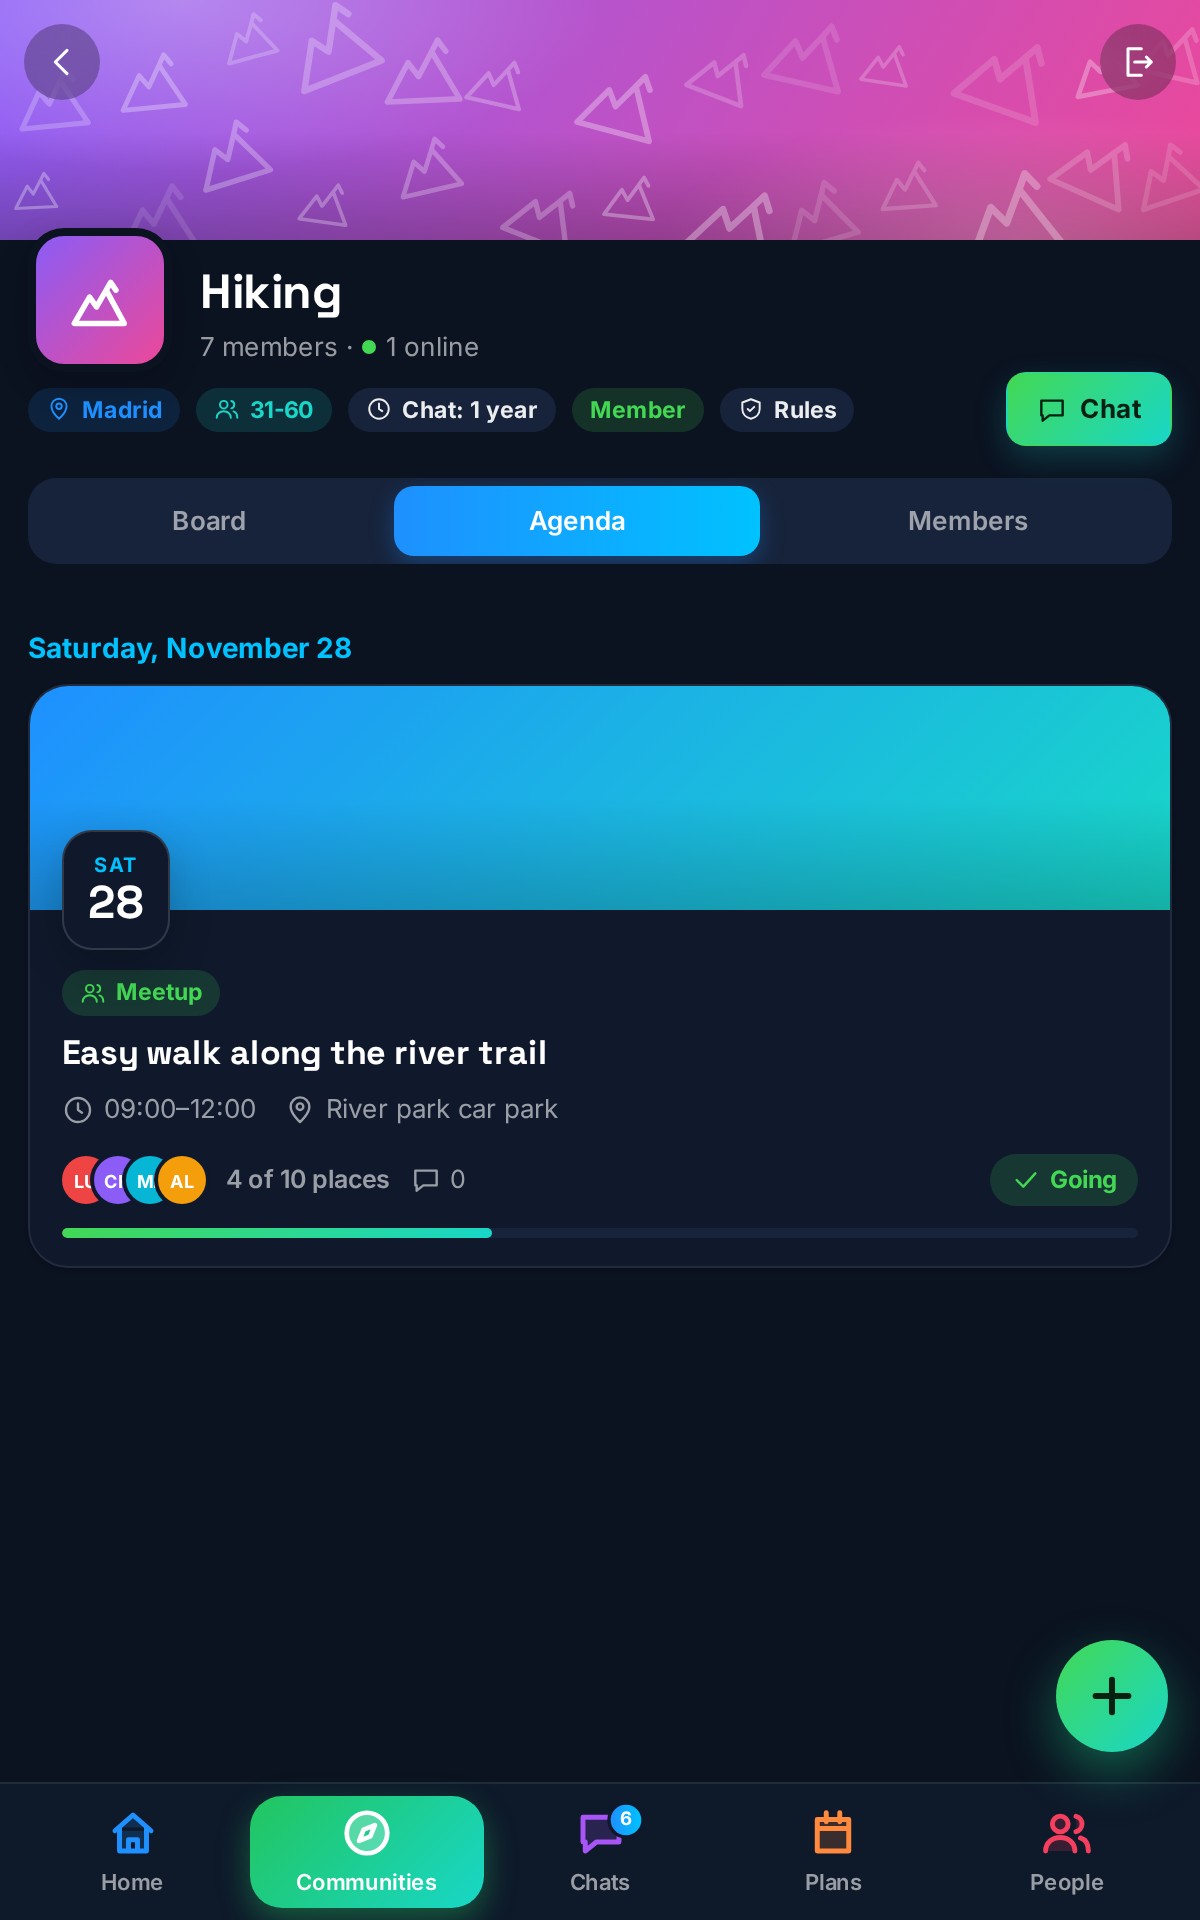 Hiking
7 members · 1 online
Madrid
31-60
Chat: 1 year
Member
Rules
Chat
Board
Agenda
Members
Saturday, November 28
SAT
28
Meetup
Easy walk along the river trail
09:00–12:00
River park car park
AL
4 of 10 places
0
Going
Home
Communities
6
Chats
Plans
People